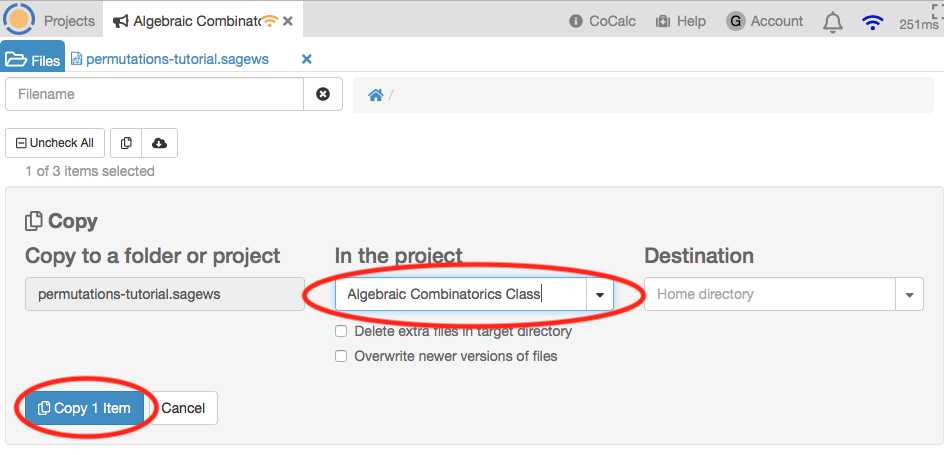 Projects Algebraic Combinato CoCalc Help G Account 251ms
Files permutations-tutorial.sagews
Filename /
Uncheck All
1 of 3 items selected
Copy
Copy to a folder or project In the project Destination
permutations-tutorial.sagews Algebraic Combinatorics Class Home directory
Delete extra files in target directory
Overwrite newer versions of files
Copy 1 Item Cancel